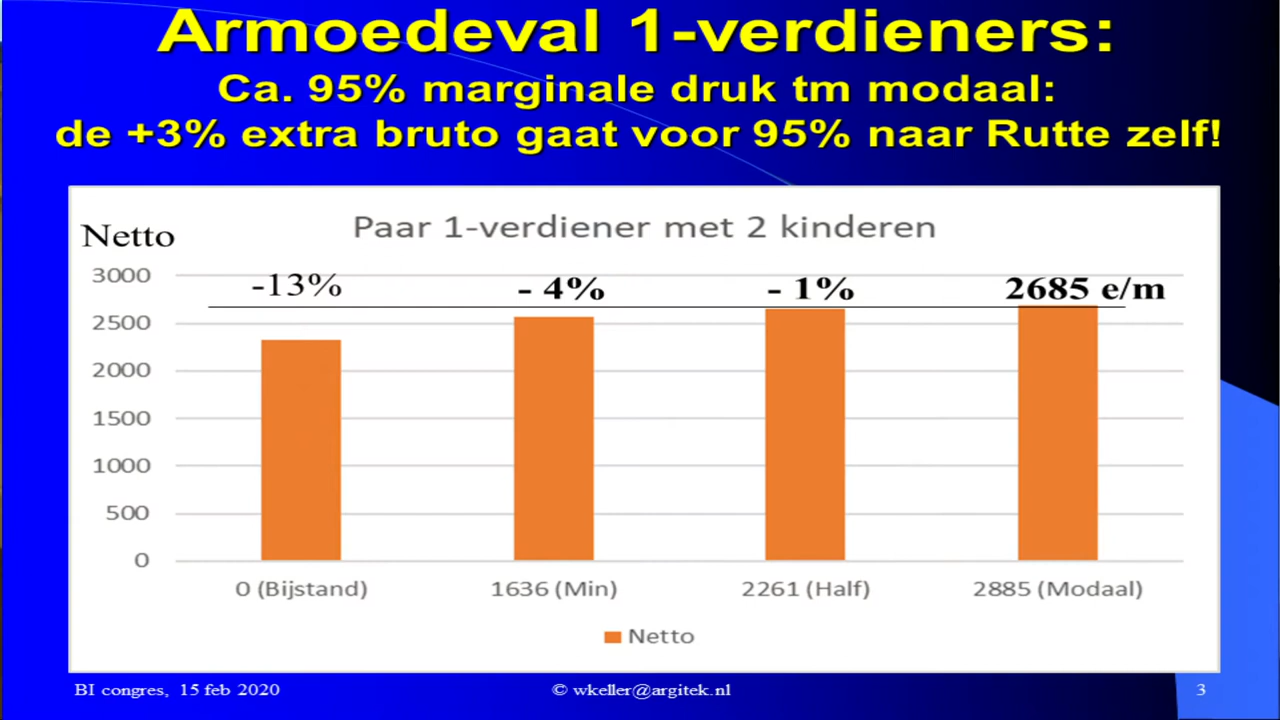 Armoedeval 1-verdieners:
Ca. 95% marginale druk tm modaal:
de +3% extra bruto gaat voor 95% naar Rutte zelf!
Netto
Paar 1-verdiener met 2 kinderen
3000
-13%
- 4%
- 1%
2685 e/m
2500
2000
1500
1000
500
0
0 (Bijstand)
1636 (Min)
2261 (Half)
2885 (Modaal)
Netto
BI congres, 15 feb 2020
© wkeller@argitek.nl
3